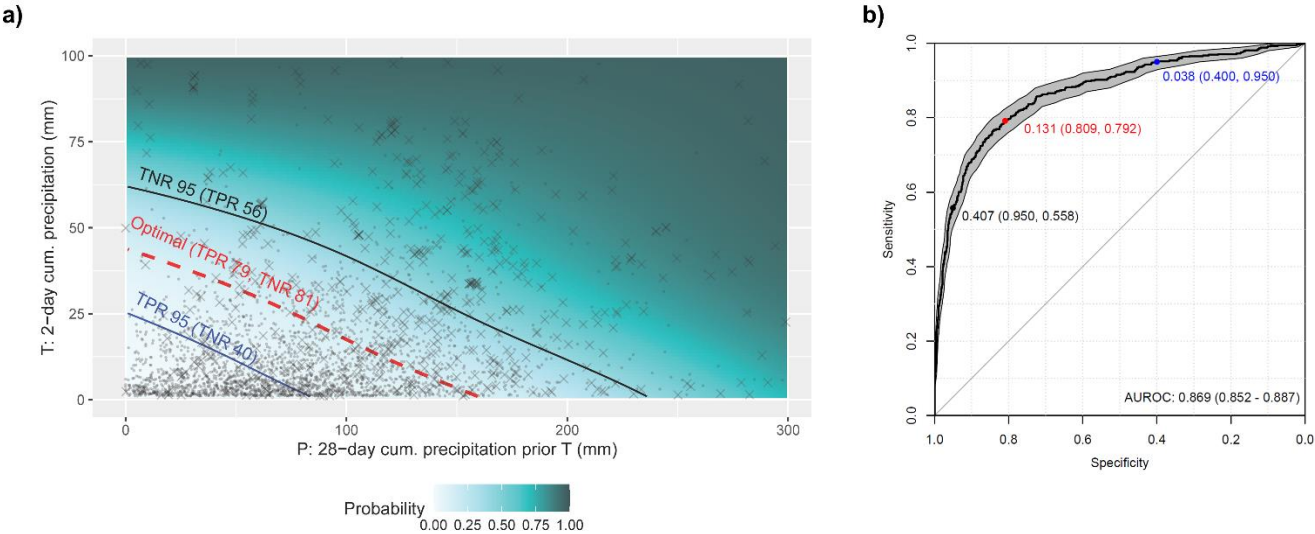 a)
100
75
50
25
0
T: 2−day cum. precipitation (mm)
TNR 95 (TPR 56)
Optimal (TPR 79, TNR 81)
TPR 95 (TNR 40)
0 100 200 300
P: 28−day cum. precipitation prior T (mm)
Probability
0.00 0.25 0.50 0.75 1.00
b)
1.0
0.8
0.6
0.4
0.2
0.0
Sensitivity
0.038 (0.400, 0.950)
0.131 (0.809, 0.792)
0.407 (0.950, 0.558)
AUROC: 0.869 (0.852 - 0.887)
1.0 0.8 0.6 0.4 0.2 0.0
Specificity